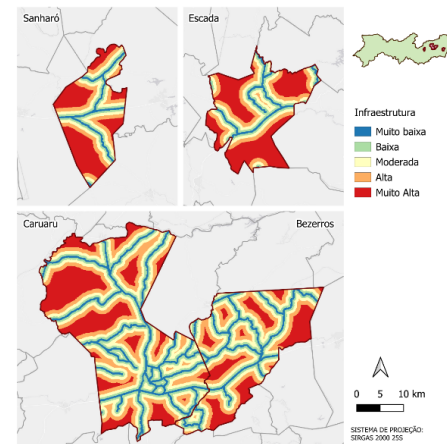 Sanharó
Escada
Infraestrutura
Muito baixa
Baixa
Moderada
Alta
Muito Alta
Caruaru
Bezerros
0 5 10 km
SISTEMA DE PROJEÇÃO:
SIRGAS 2000 25S